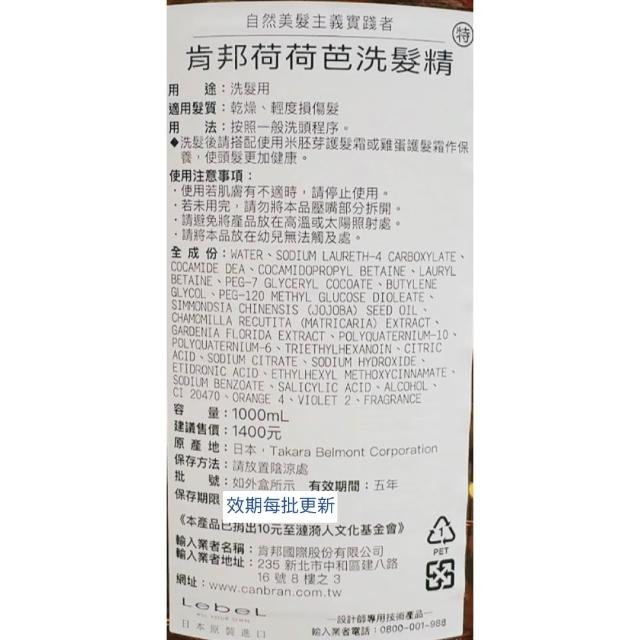 自然美髮主義實踐者
特
肯邦荷荷芭洗髮精
用 途：洗髮用
適用髮質：乾燥、輕度損傷髮
用 法：按照一般洗頭程序。
◆洗髮後請搭配使用米胚芽護髮霜或雞蛋護髮霜作保
養，使頭髮更加健康。
使用注意事項：
·使用若肌膚有不適時，請停止使用。
·若未用完，請勿將本品壓嘴部分拆開。
·請避免將產品放在高溫或太陽照射處。
·請將本品放在幼兒無法觸及處。
全 成 份：WATER、SODIUM LAURETH-4 CARBOXYLATE、
COCAMIDE DEA、COCAMIDOPROPYL BETAINE、LAURYL
BETAINE、PEG-7 GLYCERYL COCOATE、BUTYLENE
GLYCOL、PEG-120 METHYL GLUCOSE DIOLEATE、
SIMMONDSIA CHINENSIS (JOJOBA) SEED OIL、
CHAMOMILLA RECUTITA (MATRICARIA) EXTRACT、
GARDENIA FLORIDA EXTRACT、POLYQUATERNIUM-10、
POLYQUATERNIUM-6、TRIETHYLHEXANOIN、CITRIC
ACID、SODIUM CITRATE、SODIUM HYDROXIDE、
ETIDRONIC ACID、ETHYLHEXYL METHOXYCINNAMATE、
SODIUM BENZOATE、SALICYLIC ACID、ALCOHOL、
CI 20470、ORANGE 4、VIOLET 2、FRAGRANCE
容 量：1000mL
建議售價：1400元
原 產 地：日本，Takara Belmont Corporation
保存方法：請放置陰涼處
批 號：如外盒所示 有效期間：五年
保存期限
效期每批更新
《本產品已捐出10元至漣漪人文化基金會》
輸入業者名稱：肯邦國際股份有限公司
輸入業者地址：235 新北市中和區建八路
16 號 8 樓之 3
網址：www.canbran.com.tw
1
PET
LebeL
日本原裝進口
—設計師專用技術產品—
輸入業者電話：0800-001-988